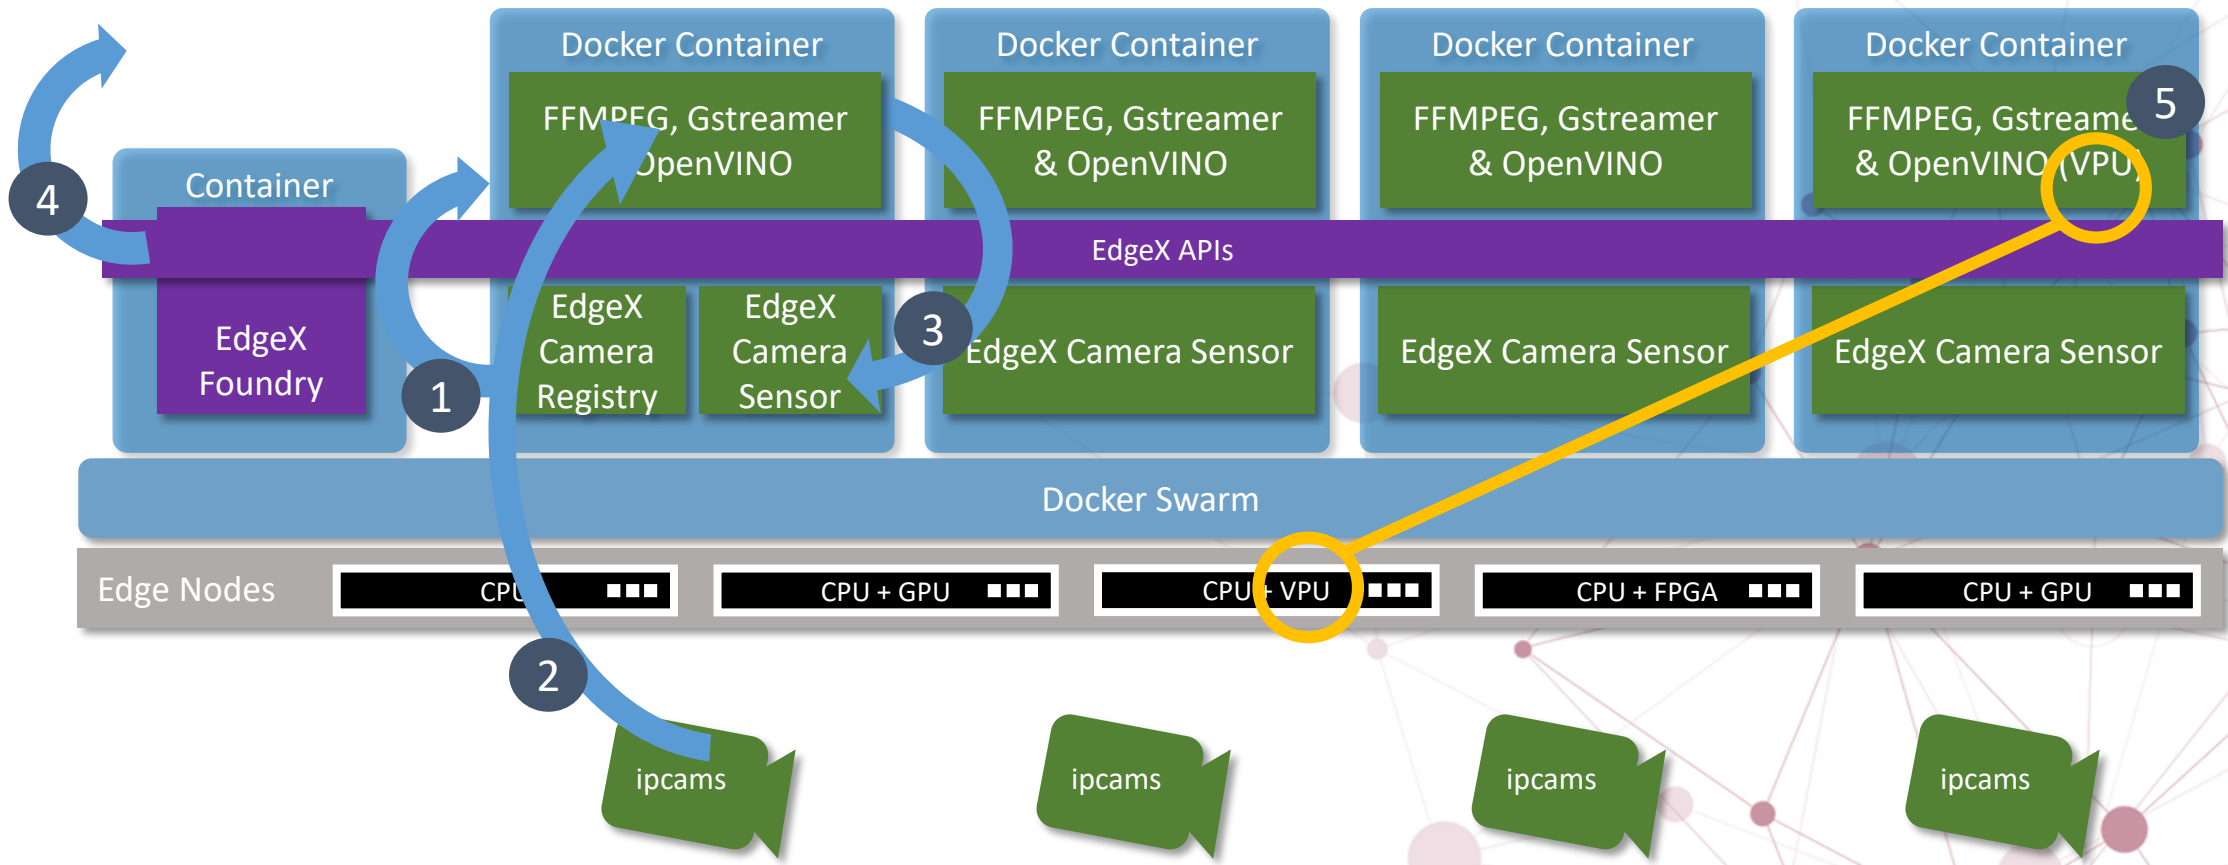 Docker Container
FFMPEG, Gstreamer
OpenVINO
Docker Container
FFMPEG, Gstreamer
& OpenVINO
Docker Container
FFMPEG, Gstreamer
& OpenVINO
Docker Container
5
FFMPEG, Gstreame
& OpenVINO (VPU)
4
Container
EdgeX APIs
EdgeX
Foundry
1
EdgeX
Camera
Registry
EdgeX
Camera
Sensor
3
EdgeX Camera Sensor
EdgeX Camera Sensor
EdgeX Camera Sensor
Docker Swarm
Edge Nodes
CPU
CPU + GPU
CPU + VPU
CPU + FPGA
CPU + GPU
2
ipcams
ipcams
ipcams
ipcams